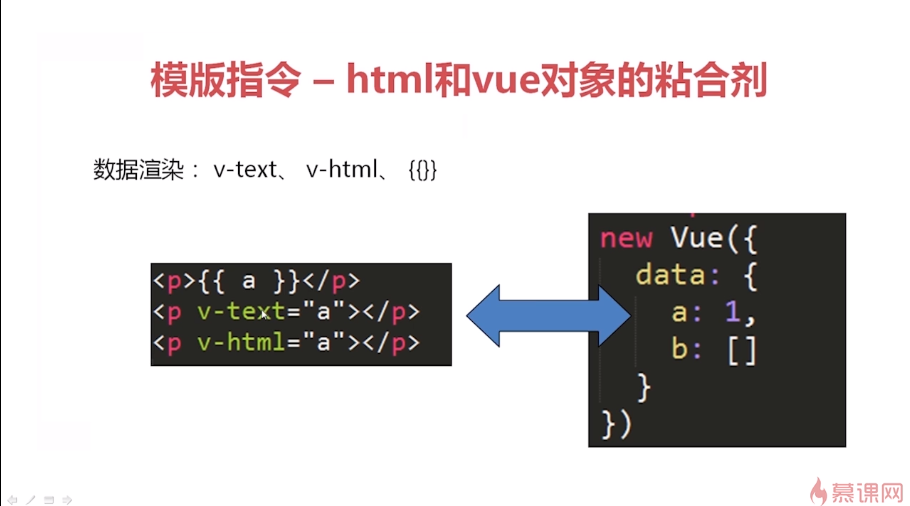 模版指令 – html和vue对象的粘合剂
数据渲染： v-text、 v-html、 {{}}
<p>{{ a }}</p>
<p v-text="a"></p>
<p v-html="a"></p>
new Vue({
data: {
a: 1,
b: []
}
})
慕课网